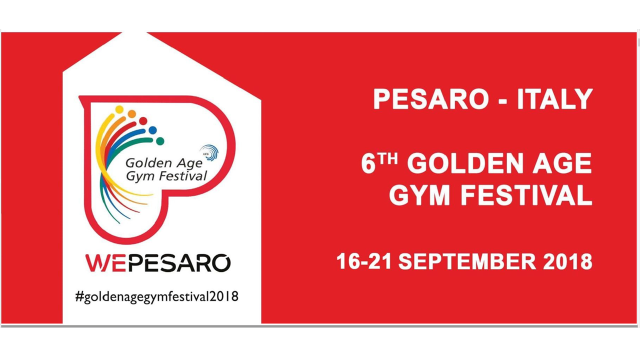 Golden Age
Gym Festival
WEPESARO
#goldenagegymfestival2018
PESARO - ITALY
6TH GOLDEN AGE
GYM FESTIVAL
16-21 SEPTEMBER 2018